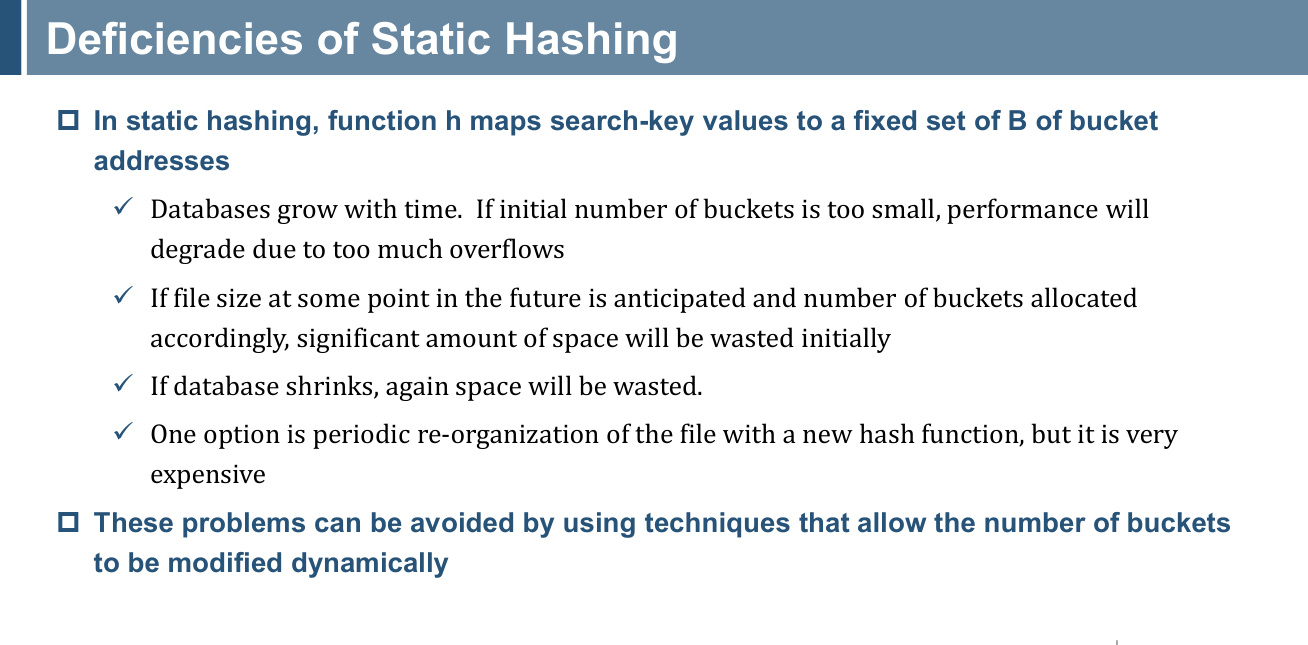 Deficiencies of Static Hashing
In static hashing, function h maps search-key values to a fixed set of B of bucket
addresses
Databases grow with time.  If initial number of buckets is too small, performance will
degrade due to too much overflows
If file size at some point in the future is anticipated and number of buckets allocated
accordingly, significant amount of space will be wasted initially
If database shrinks, again space will be wasted.
One option is periodic re-organization of the file with a new hash function, but it is very
expensive
These problems can be avoided by using techniques that allow the number of buckets
to be modified dynamically